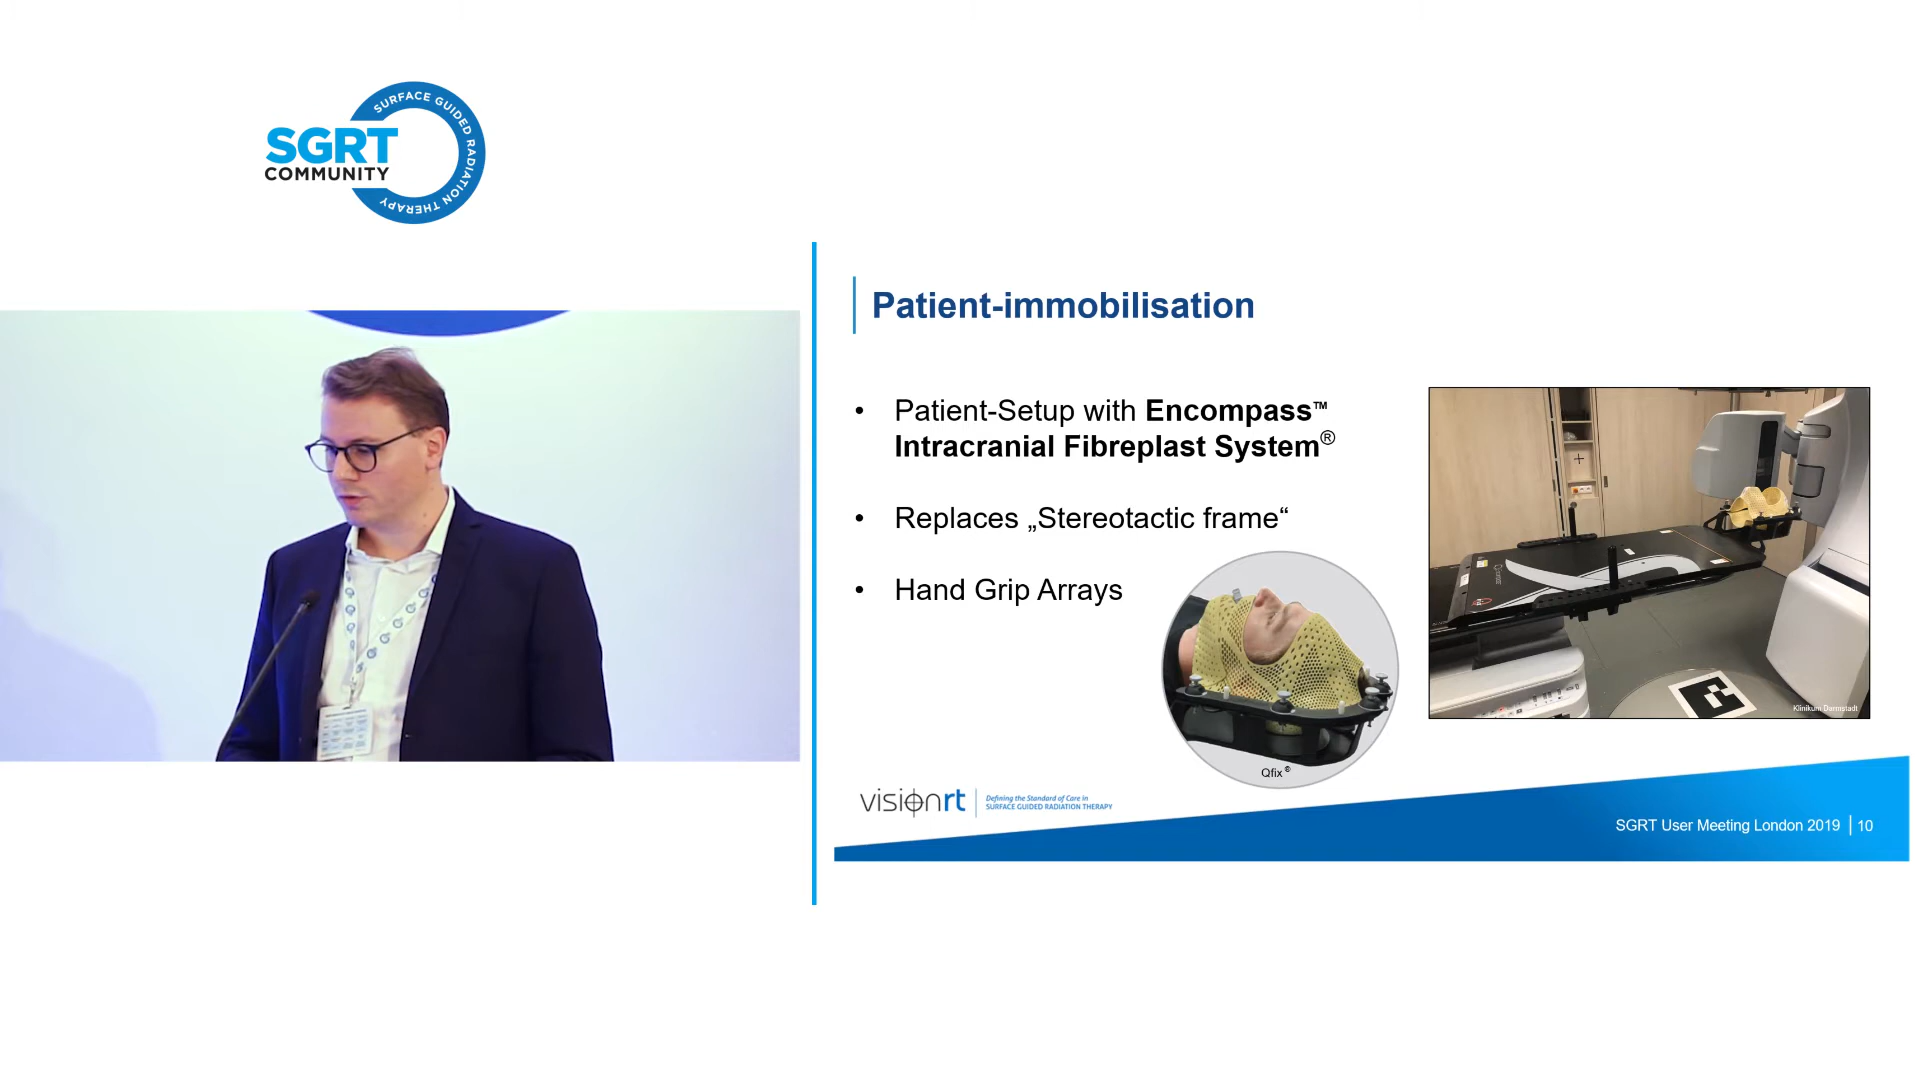 SURFACE GUIDED RADIATION THERAPY
SGRT
COMMUNITY
Patient-immobilisation
• Patient-Setup with Encompass™
Intracranial Fibreplast System®
• Replaces „Stereotactic frame“
• Hand Grip Arrays
Qfix®
Klinikum Darmstadt
visionrt
Defining the Standard of Care in
SURFACE GUIDED RADIATION THERAPY
SGRT User Meeting London 2019 | 10